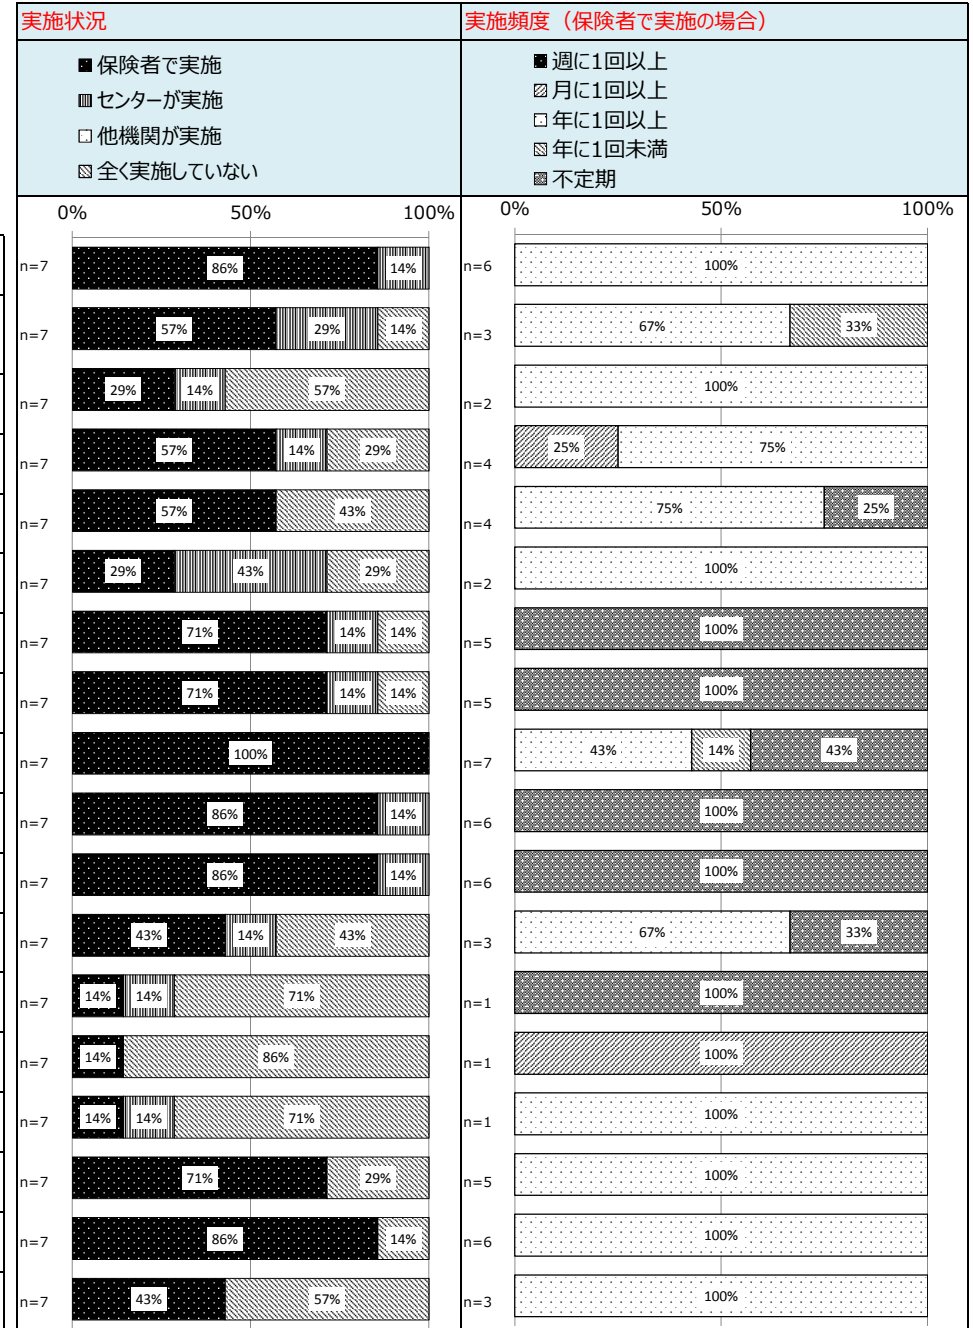 実施状況
実施頻度（保険者で実施の場合）
保険者で実施
センターが実施
他機関が実施
全く実施していない
週に1回以上
月に1回以上
年に1回以上
年に1回未満
不定期
0% 50% 100%
0% 50% 100%
n=7 86% 14% n=6 100%
n=7 57% 29% 14% n=3 67% 33%
n=7 29% 14% 57% n=2 100%
n=7 57% 14% 29% n=4 25% 75%
n=7 57% 43% n=4 75% 25%
n=7 29% 43% 29% n=2 100%
n=7 71% 14% 14% n=5 100%
n=7 71% 14% 14% n=5 100%
n=7 100% n=7 43% 14% 43%
n=7 86% 14% n=6 100%
n=7 86% 14% n=6 100%
n=7 43% 14% 43% n=3 67% 33%
n=7 14% 14% 71% n=1 100%
n=7 14% 86% n=1 100%
n=7 14% 14% 71% n=1 100%
n=7 71% 29% n=5 100%
n=7 86% 14% n=6 100%
n=7 43% 57% n=3 100%